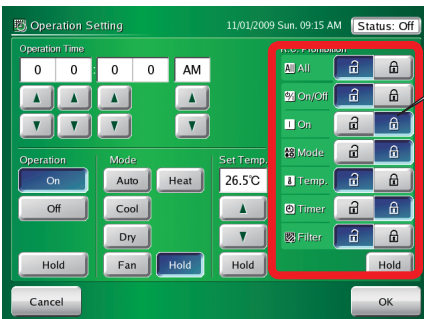 Operation Setting 11/01/2009 Sun. 09:15 AM Status: Off
Operation Time R.C. Prohibition
0 0 : 0 0 AM
All All
On/Off
On
Mode
Operation Mode Set Temp.
On Auto Heat 26.5℃ Temp.
Off Cool Timer
Dry Filter
Hold Fan Hold Hold Hold
Cancel OK